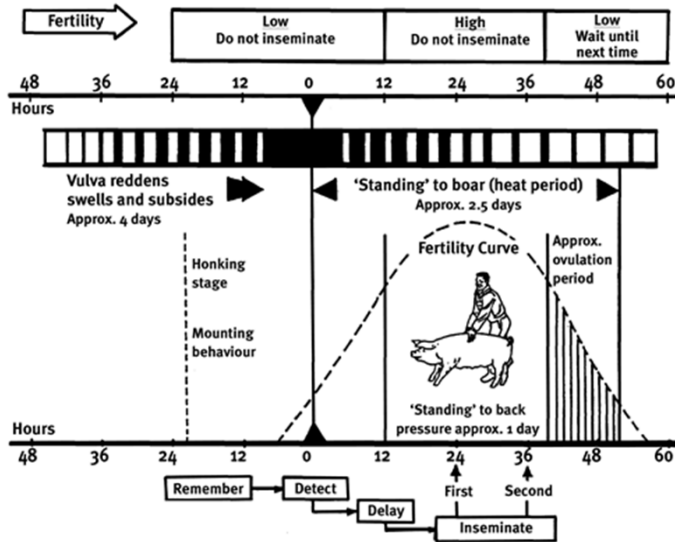 Fertility
Low
Do not inseminate
High
Do not inseminate
Low
Wait until
next time
48 36 24 12 0 12 24 36 48 60
Hours
Vulva reddens
swells and subsides
Approx. 4 days
'Standing' to boar (heat period)
Approx. 2.5 days
Honking
stage
Mounting
behaviour
Fertility Curve
Approx.
ovulation
period
'Standing' to back
pressure approx. 1 day
Hours
48 36 24 12 0 12 24 36 48 60
Remember
Detect
Delay
First
Second
Inseminate